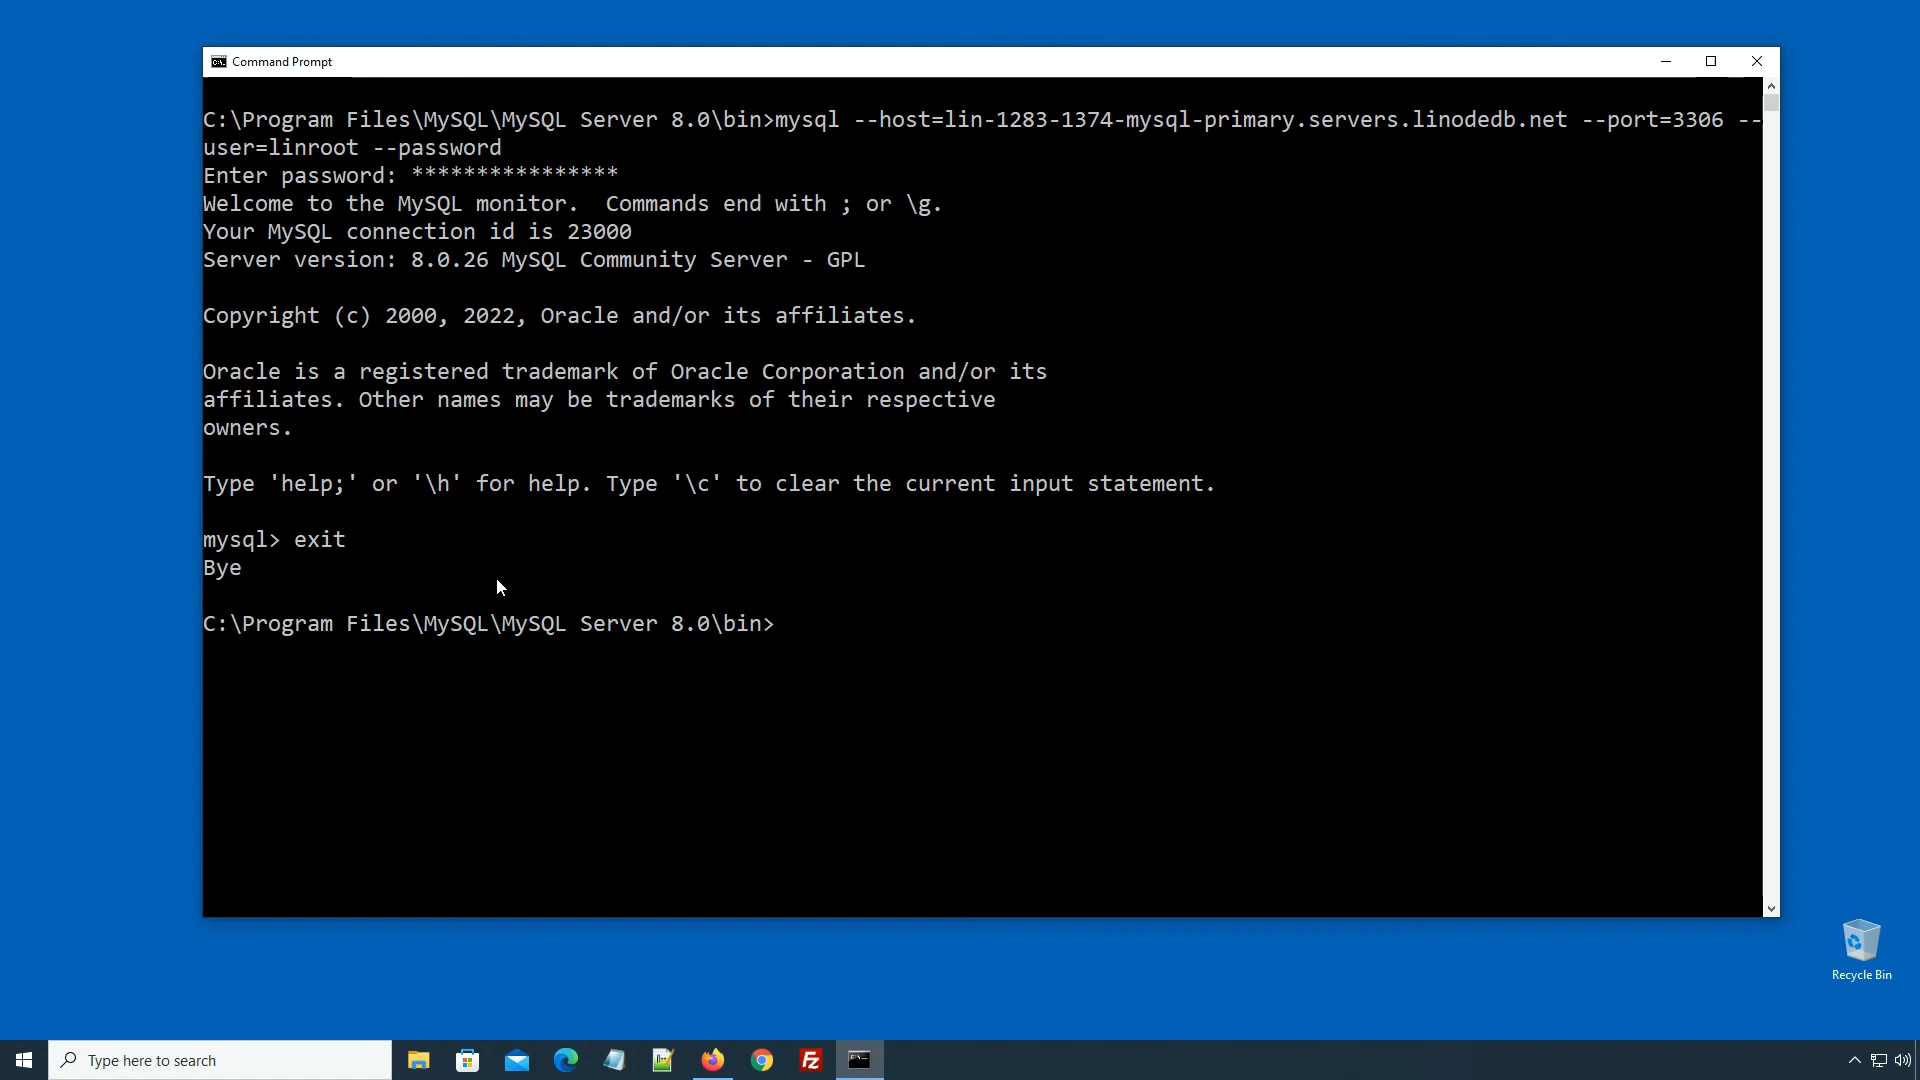 Command Prompt
C:\Program Files\MySQL\MySQL Server 8.0\bin>mysql --host=lin-1283-1374-mysql-primary.servers.linodedb.net --port=3306 --
user=linroot --password
Enter password: ****************
Welcome to the MySQL monitor.  Commands end with ; or \g.
Your MySQL connection id is 23000
Server version: 8.0.26 MySQL Community Server - GPL
Copyright (c) 2000, 2022, Oracle and/or its affiliates.
Oracle is a registered trademark of Oracle Corporation and/or its
affiliates. Other names may be trademarks of their respective
owners.
Type 'help;' or '\h' for help. Type '\c' to clear the current input statement.
mysql> exit
Bye
C:\Program Files\MySQL\MySQL Server 8.0\bin>
Recycle Bin
Type here to search